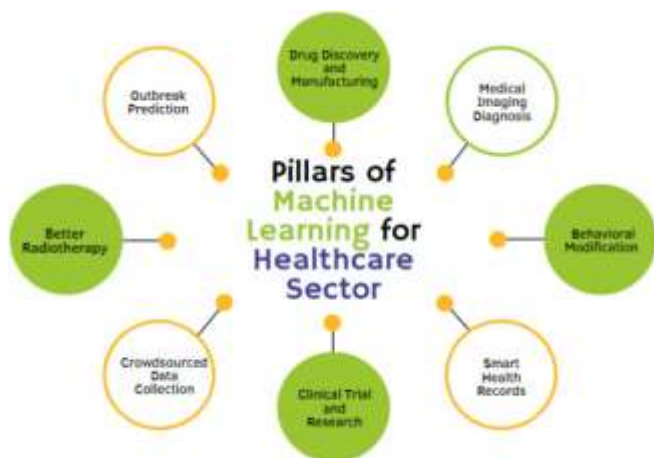 Drug Discovery
and
Manufacturing
Outbreak
Prediction
Medical
Imaging
Diagnosis
Pillars of
Machine
Learning for
Healthcare
Sector
Better
Radiotherapy
Behavioral
Modification
Crowdsourced
Data
Collection
Clinical Trial
and
Research
Smart
Health
Records